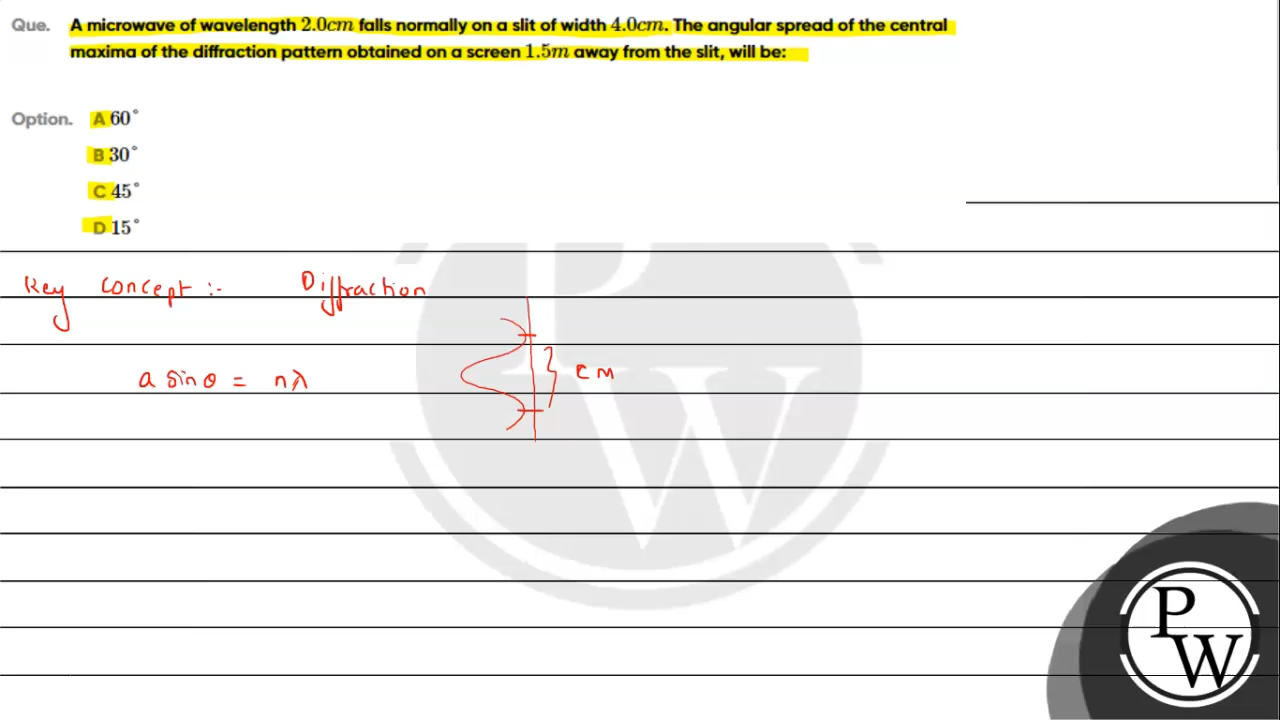 Que. A microwave of wavelength 2.0cm falls normally on a slit of width 4.0cm. The angular spread of the central
maxima of the diffraction pattern obtained on a screen 1.5m away from the slit, will be:
Option. A 60°
B 30°
C 45°
D 15°
Key concept :- Diffraction
a sinθ = nλ
CM
P
W
P
W